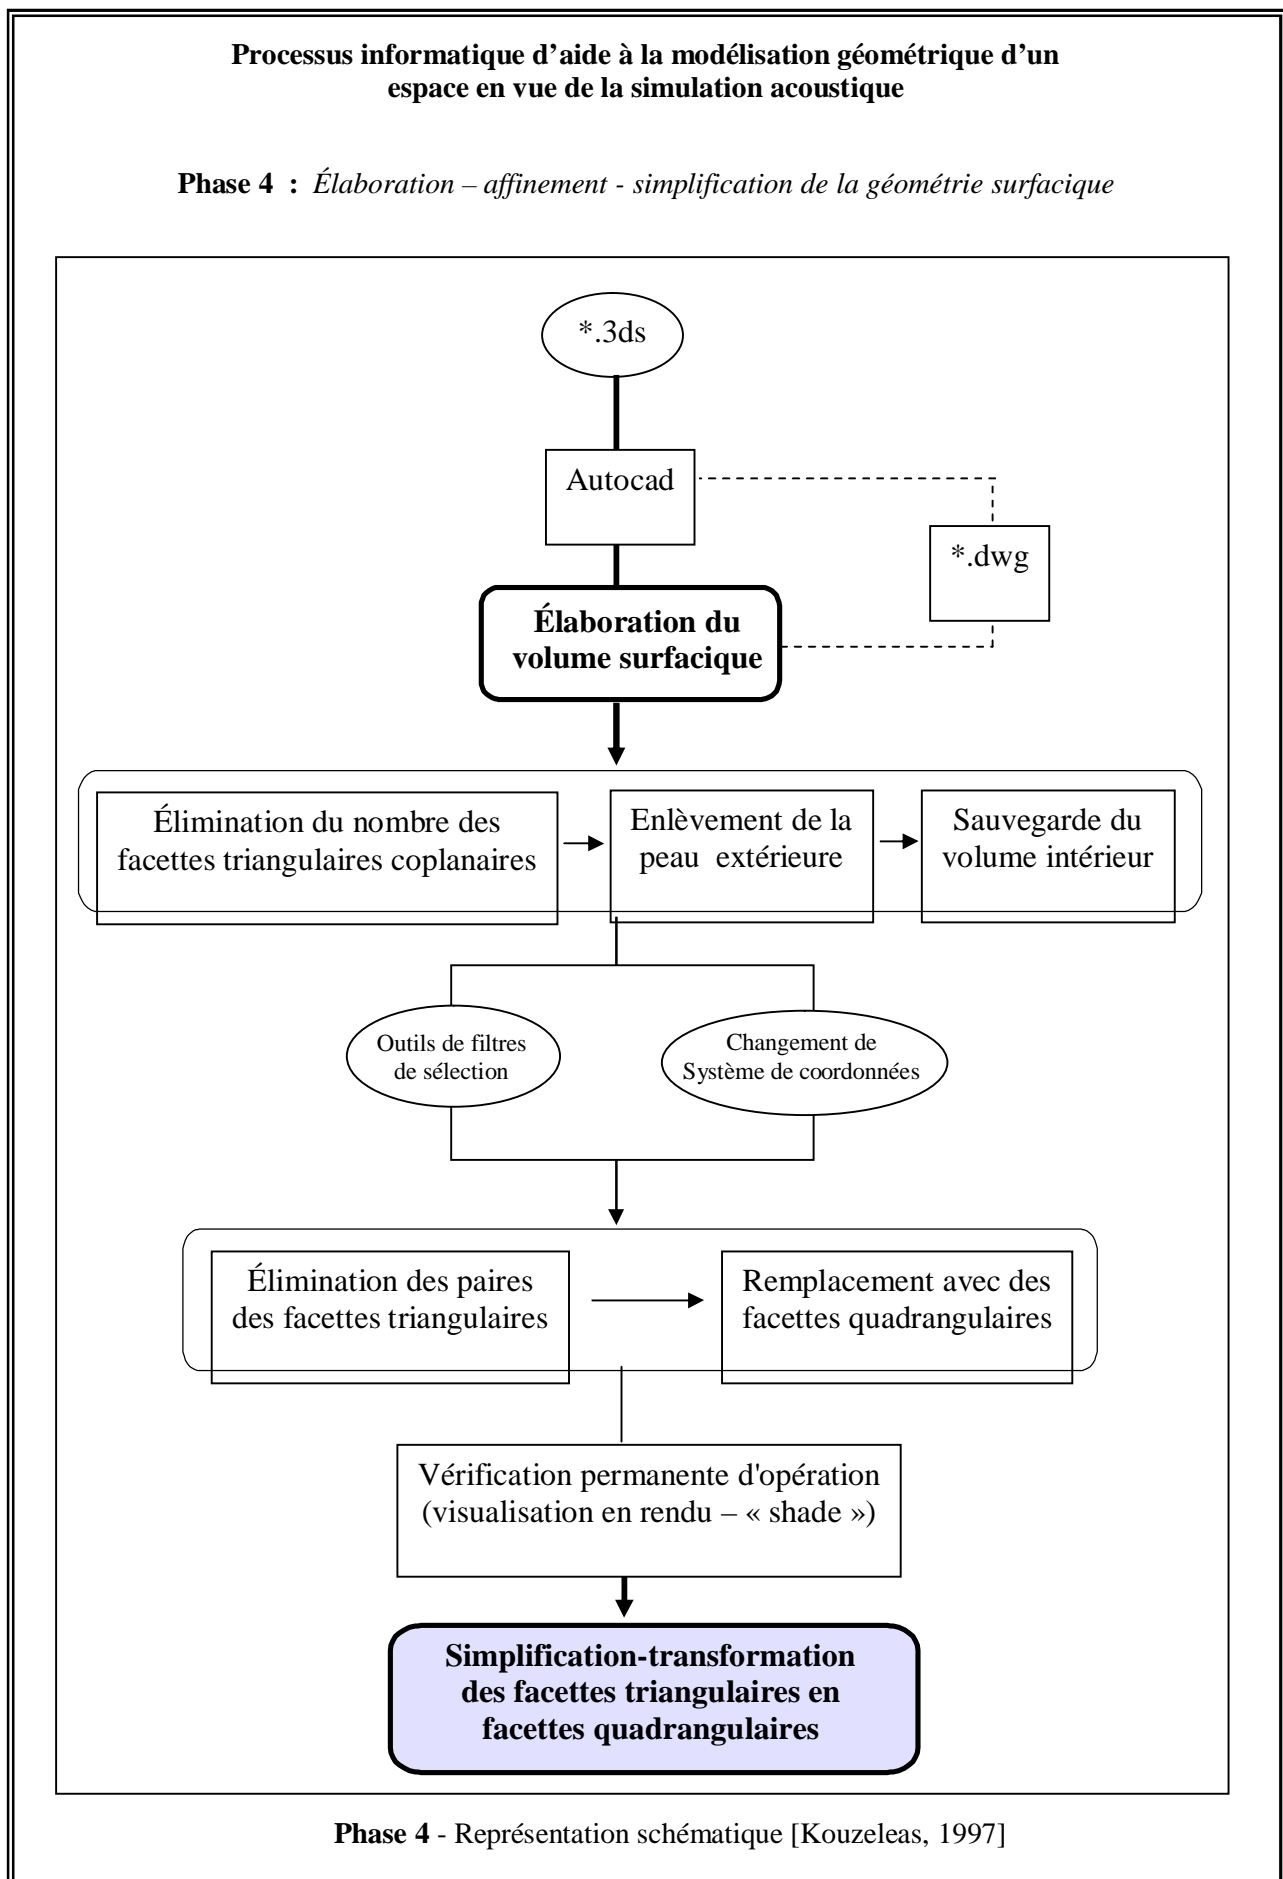 Processus informatique d’aide à la modélisation géométrique d’un
espace en vue de la simulation acoustique
Phase 4 : Élaboration – affinement - simplification de la géométrie surfacique
*.3ds
Autocad
*.dwg
Élaboration du
volume surfacique
Élimination du nombre des
facettes triangulaires coplanaires
Enlèvement de la
peau extérieure
Sauvegarde du
volume intérieur
Outils de filtres
de sélection
Changement de
Système de coordonnées
Élimination des paires
des facettes triangulaires
Remplacement avec des
facettes quadrangulaires
Vérification permanente d'opération
(visualisation en rendu – « shade »)
Simplification-transformation
des facettes triangulaires en
facettes quadrangulaires
Phase 4 - Représentation schématique [Kouzeleas, 1997]